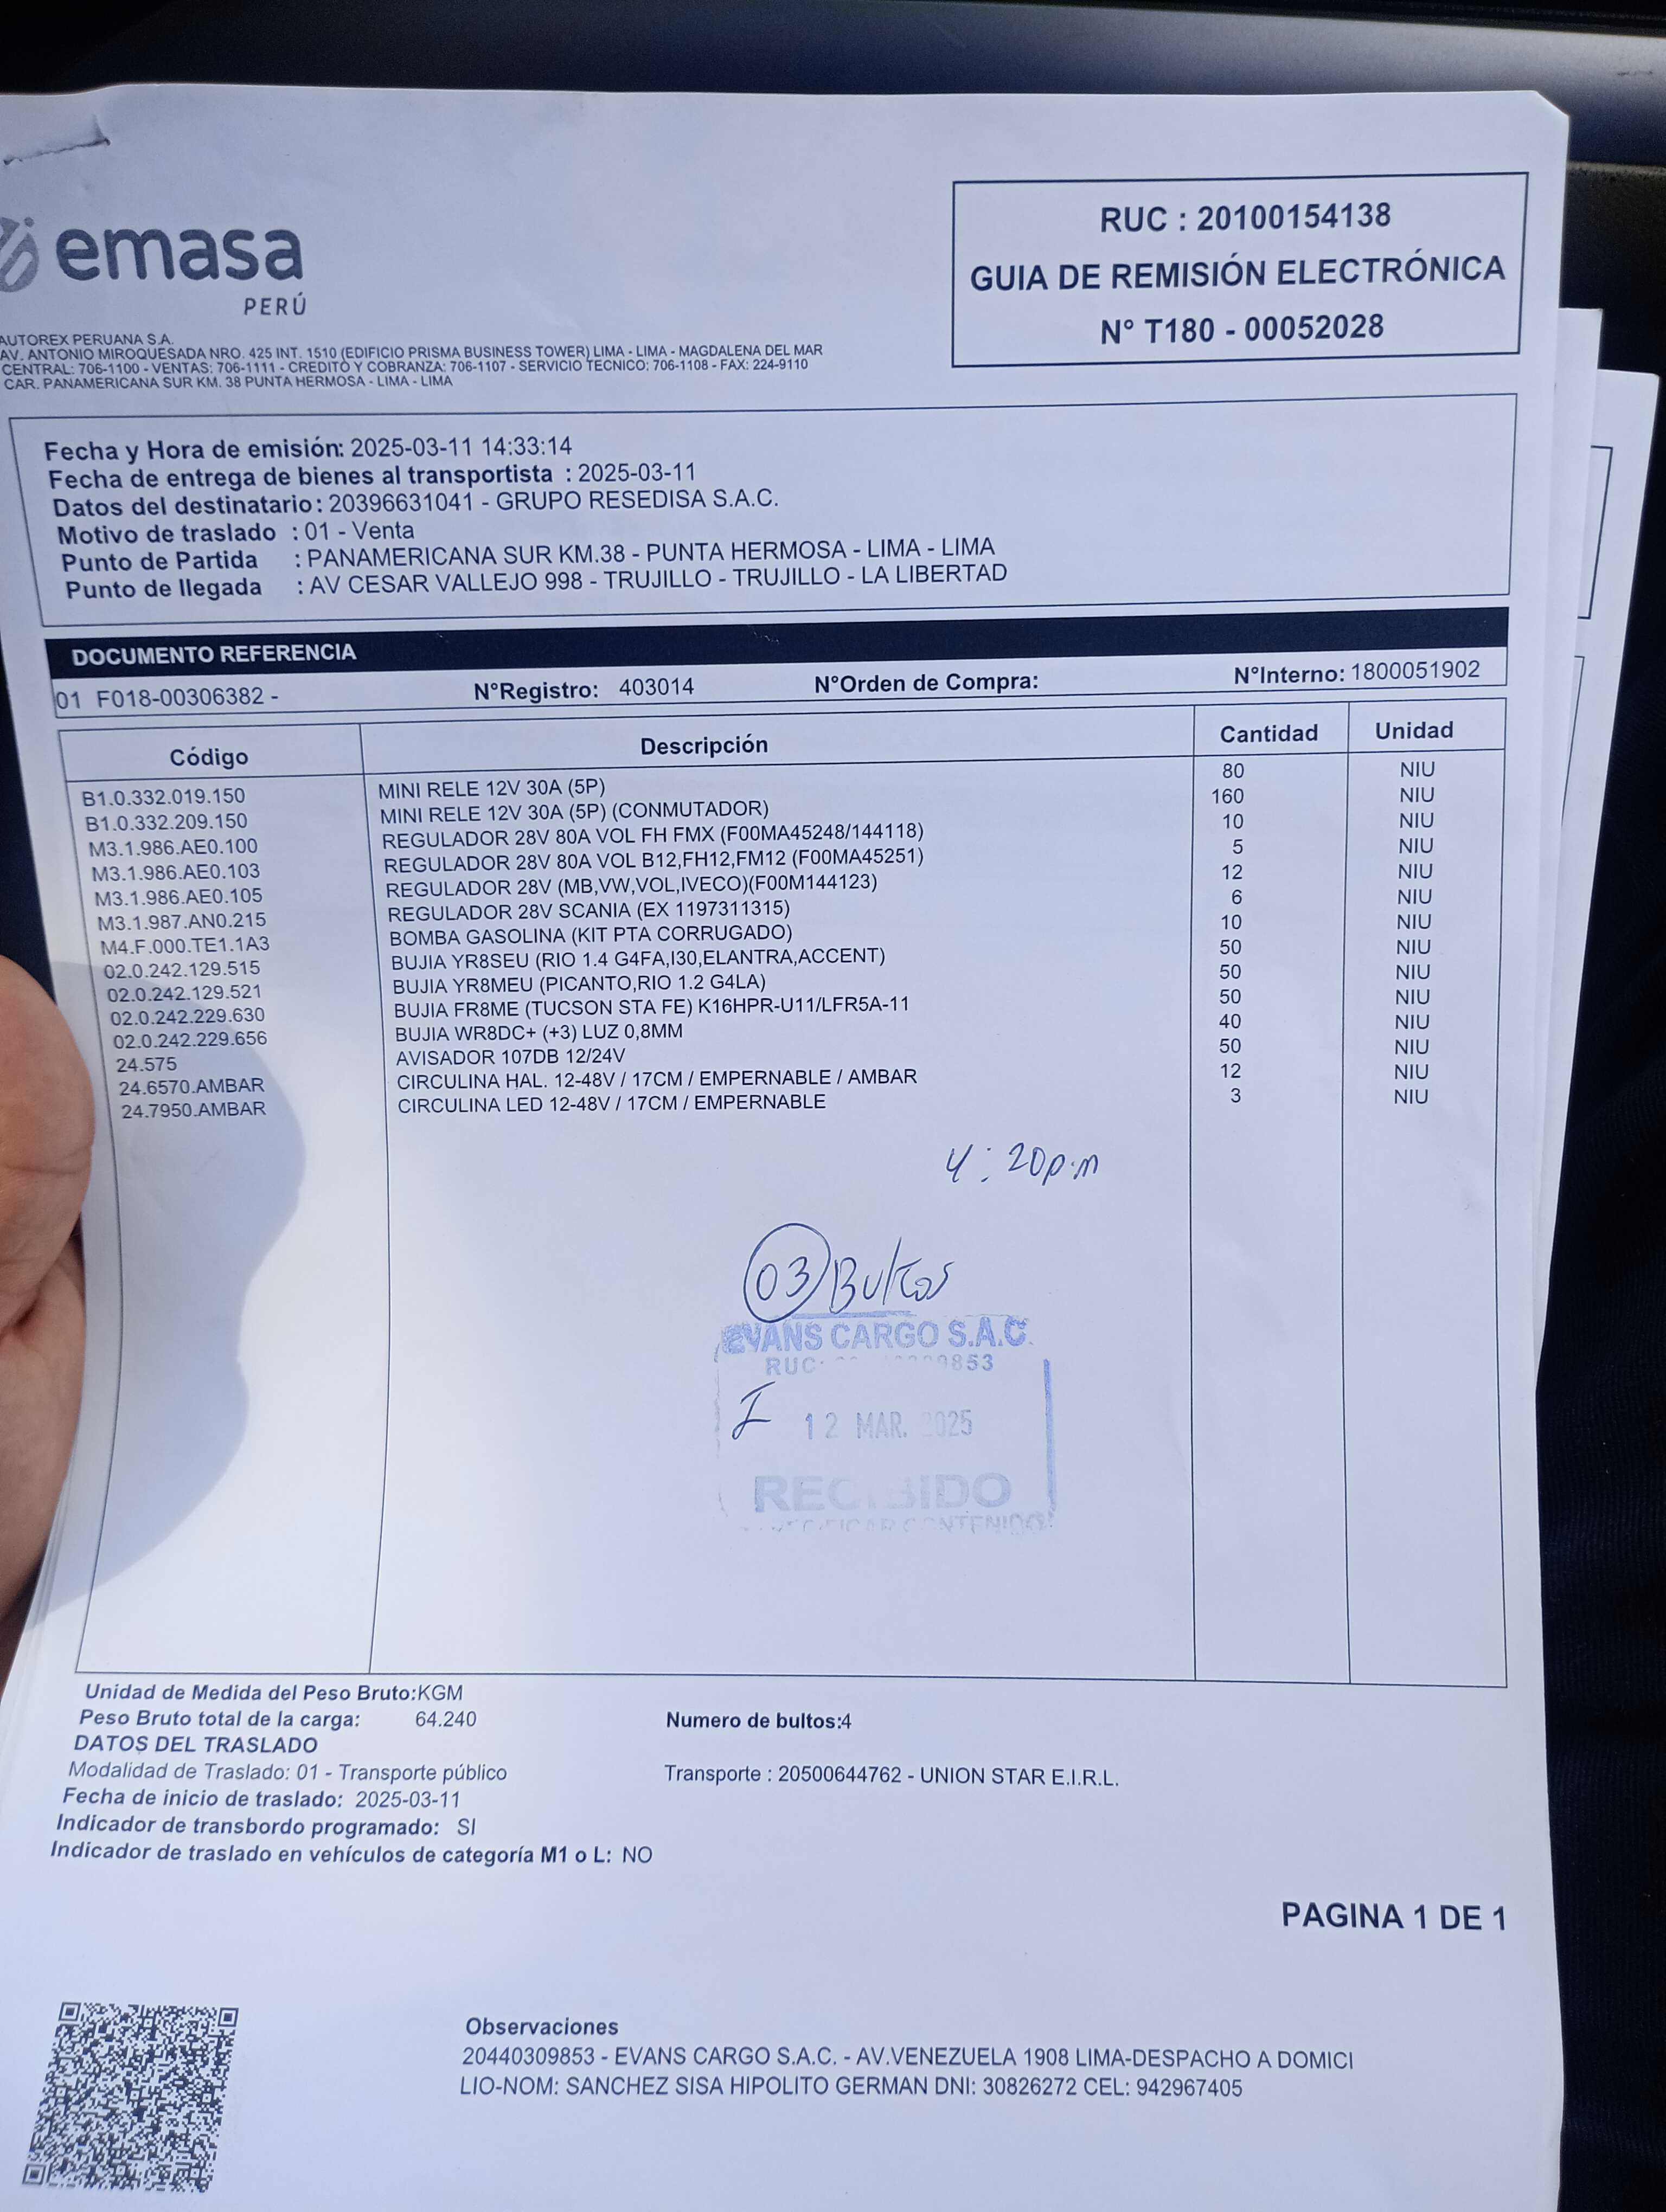 emasa
PERÚ
AUTOREX PERUANA S.A.
AV. ANTONIO MIROQUESADA NRO. 425 INT. 1510 (EDIFICIO PRISMA BUSINESS TOWER) LIMA - LIMA - MAGDALENA DEL MAR
CENTRAL: 706-1100 - VENTAS: 706-1111 - CREDITO Y COBRANZA: 706-1107 - SERVICIO TECNICO: 706-1108 - FAX: 224-9110
CAR. PANAMERICANA SUR KM. 38 PUNTA HERMOSA - LIMA - LIMA
RUC : 20100154138
GUIA DE REMISIÓN ELECTRÓNICA
N° T180 - 00052028
Fecha y Hora de emisión: 2025-03-11 14:33:14
Fecha de entrega de bienes al transportista : 2025-03-11
Datos del destinatario: 20396631041 - GRUPO RESEDISA S.A.C.
Motivo de traslado : 01 - Venta
Punto de Partida : PANAMERICANA SUR KM.38 - PUNTA HERMOSA - LIMA - LIMA
Punto de llegada : AV CESAR VALLEJO 998 - TRUJILLO - TRUJILLO - LA LIBERTAD
DOCUMENTO REFERENCIA
01 F018-00306382 - N°Registro: 403014 N°Orden de Compra: N°Interno: 1800051902
Código Descripción Cantidad Unidad
B1.0.332.019.150 MINI RELE 12V 30A (5P) 80 NIU
B1.0.332.209.150 MINI RELE 12V 30A (5P) (CONMUTADOR) 160 NIU
M3.1.986.AE0.100 REGULADOR 28V 80A VOL FH FMX (F00MA45248/144118) 10 NIU
M3.1.986.AE0.103 REGULADOR 28V 80A VOL B12,FH12,FM12 (F00MA45251) 5 NIU
M3.1.986.AE0.105 REGULADOR 28V (MB,VW,VOL,IVECO)(F00M144123) 12 NIU
M3.1.987.AN0.215 REGULADOR 28V SCANIA (EX 1197311315) 6 NIU
M4.F.000.TE1.1A3 BOMBA GASOLINA (KIT PTA CORRUGADO) 10 NIU
02.0.242.129.515 BUJIA YR8SEU (RIO 1.4 G4FA,I30,ELANTRA,ACCENT) 50 NIU
02.0.242.129.521 BUJIA YR8MEU (PICANTO,RIO 1.2 G4LA) 50 NIU
02.0.242.229.630 BUJIA FR8ME (TUCSON STA FE) K16HPR-U11/LFR5A-11 50 NIU
02.0.242.229.656 BUJIA WR8DC+ (+3) LUZ 0,8MM 40 NIU
24.575 AVISADOR 107DB 12/24V 50 NIU
24.6570.AMBAR CIRCULINA HAL. 12-48V / 17CM / EMPERNABLE / AMBAR 12 NIU
24.7950.AMBAR CIRCULINA LED 12-48V / 17CM / EMPERNABLE 3 NIU
4:20p.m
03 Bultos
EVANS CARGO S.A.C.
RUC: 9853
12 MAR. 2025
RECIBIDO
CONTENIDO
Unidad de Medida del Peso Bruto:KGM
Peso Bruto total de la carga: 64.240 Numero de bultos:4
DATOS DEL TRASLADO
Modalidad de Traslado: 01 - Transporte público Transporte : 20500644762 - UNION STAR E.I.R.L.
Fecha de inicio de traslado: 2025-03-11
Indicador de transbordo programado: SI
Indicador de traslado en vehículos de categoría M1 o L: NO
PAGINA 1 DE 1
Observaciones
20440309853 - EVANS CARGO S.A.C. - AV.VENEZUELA 1908 LIMA-DESPACHO A DOMICI
LIO-NOM: SANCHEZ SISA HIPOLITO GERMAN DNI: 30826272 CEL: 942967405